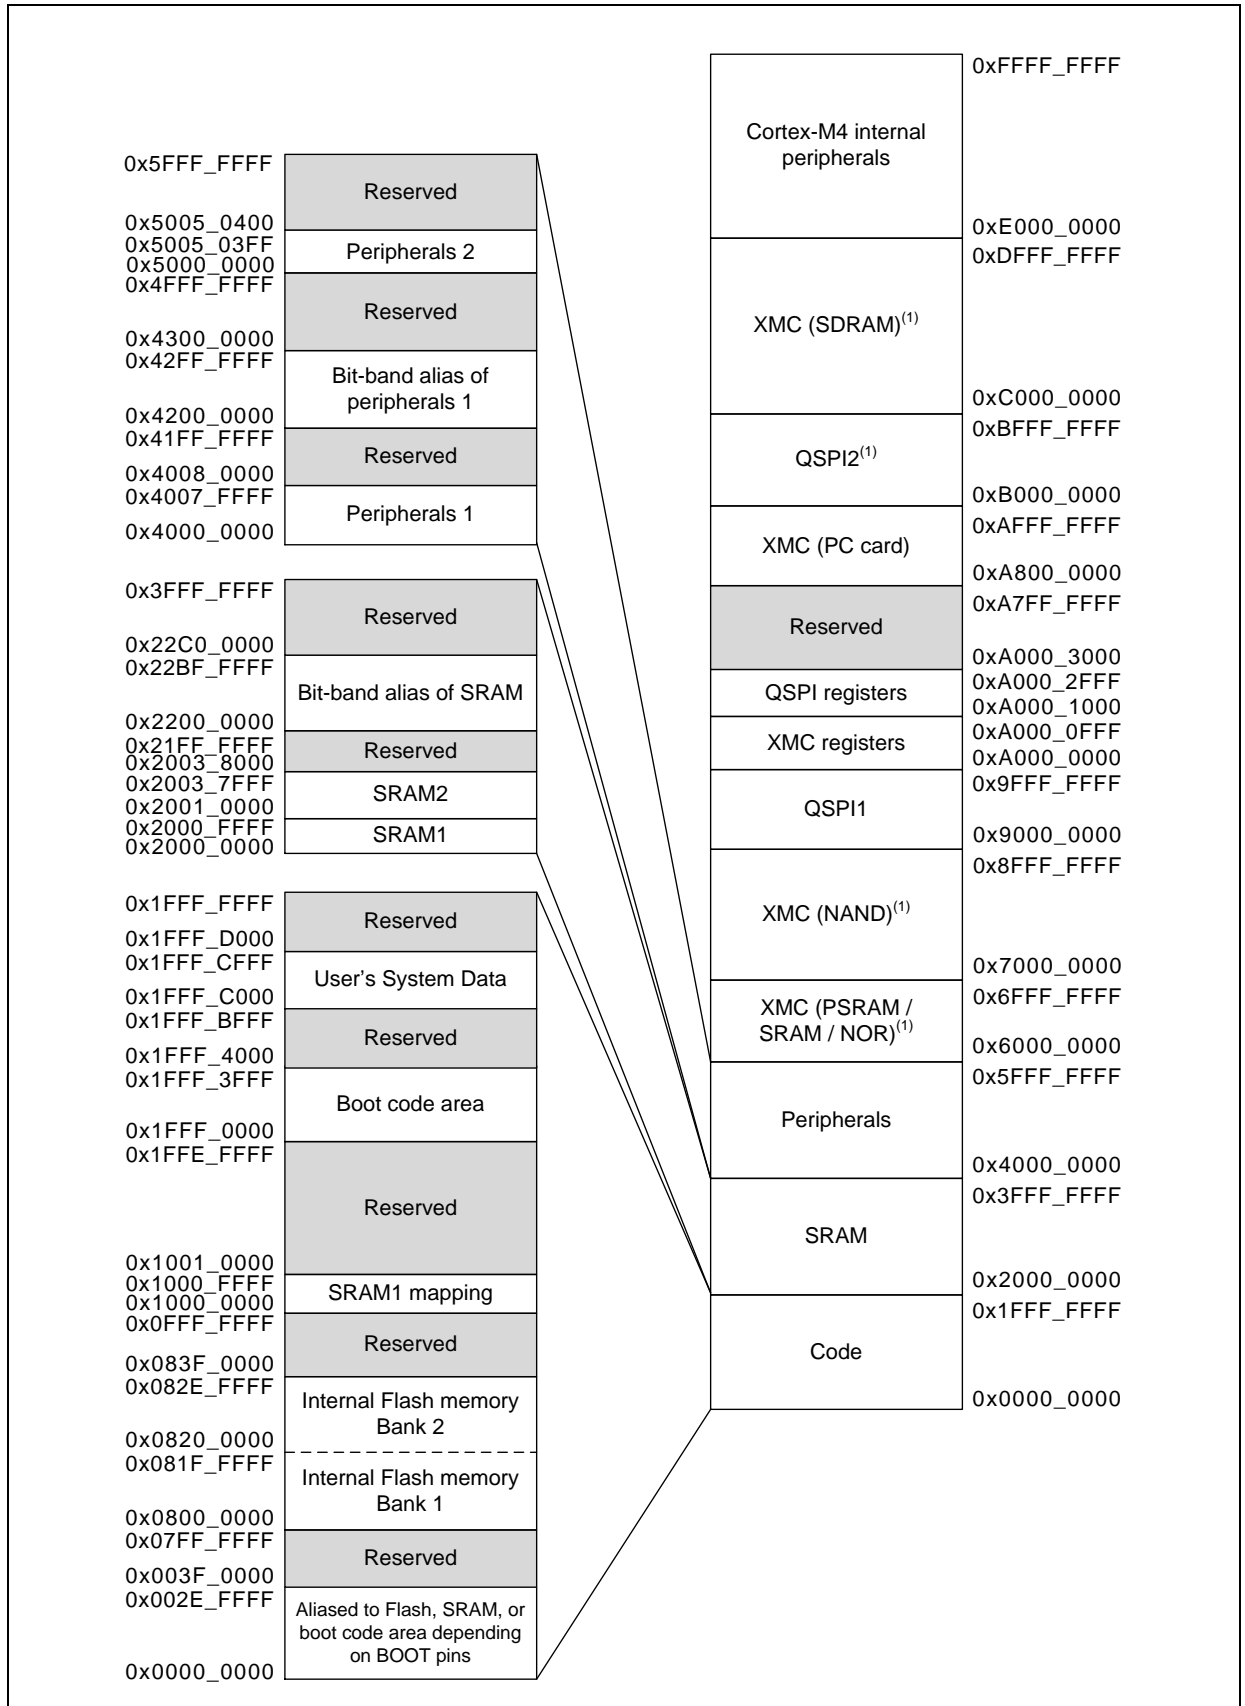 0x5FFF_FFFF
Reserved
0x5005_0400
0x5005_03FF
Peripherals 2
0x5000_0000
0x4FFF_FFFF
Reserved
0x4300_0000
0x42FF_FFFF
Bit-band alias of
peripherals 1
0x4200_0000
0x41FF_FFFF
Reserved
0x4008_0000
0x4007_FFFF
Peripherals 1
0x4000_0000
0x3FFF_FFFF
Reserved
0x22C0_0000
0x22BF_FFFF
Bit-band alias of SRAM
0x2200_0000
0x21FF_FFFF
Reserved
0x2003_8000
0x2003_7FFF
SRAM2
0x2001_0000
0x2000_FFFF
SRAM1
0x2000_0000
0x1FFF_FFFF
Reserved
0x1FFF_D000
0x1FFF_CFFF
User's System Data
0x1FFF_C000
0x1FFF_BFFF
Reserved
0x1FFF_4000
0x1FFF_3FFF
Boot code area
0x1FFF_0000
0x1FFE_FFFF
Reserved
0x1001_0000
0x1000_FFFF
SRAM1 mapping
0x1000_0000
0x0FFF_FFFF
Reserved
0x083F_0000
0x082E_FFFF
Internal Flash memory
Bank 2
0x0820_0000
0x081F_FFFF
Internal Flash memory
Bank 1
0x0800_0000
0x07FF_FFFF
Reserved
0x003F_0000
0x002E_FFFF
Aliased to Flash, SRAM, or
boot code area depending
on BOOT pins
0x0000_0000
0xFFFF_FFFF
Cortex-M4 internal
peripherals
0xE000_0000
0xDFFF_FFFF
XMC (SDRAM)(1)
0xC000_0000
0xBFFF_FFFF
QSPI2(1)
0xB000_0000
0xAFFF_FFFF
XMC (PC card)
0xA800_0000
0xA7FF_FFFF
Reserved
0xA000_3000
0xA000_2FFF
QSPI registers
0xA000_1000
0xA000_0FFF
XMC registers
0xA000_0000
0x9FFF_FFFF
QSPI1
0x9000_0000
0x8FFF_FFFF
XMC (NAND)(1)
0x7000_0000
0x6FFF_FFFF
XMC (PSRAM /
SRAM / NOR)(1)
0x6000_0000
0x5FFF_FFFF
Peripherals
0x4000_0000
0x3FFF_FFFF
SRAM
0x2000_0000
0x1FFF_FFFF
Code
0x0000_0000